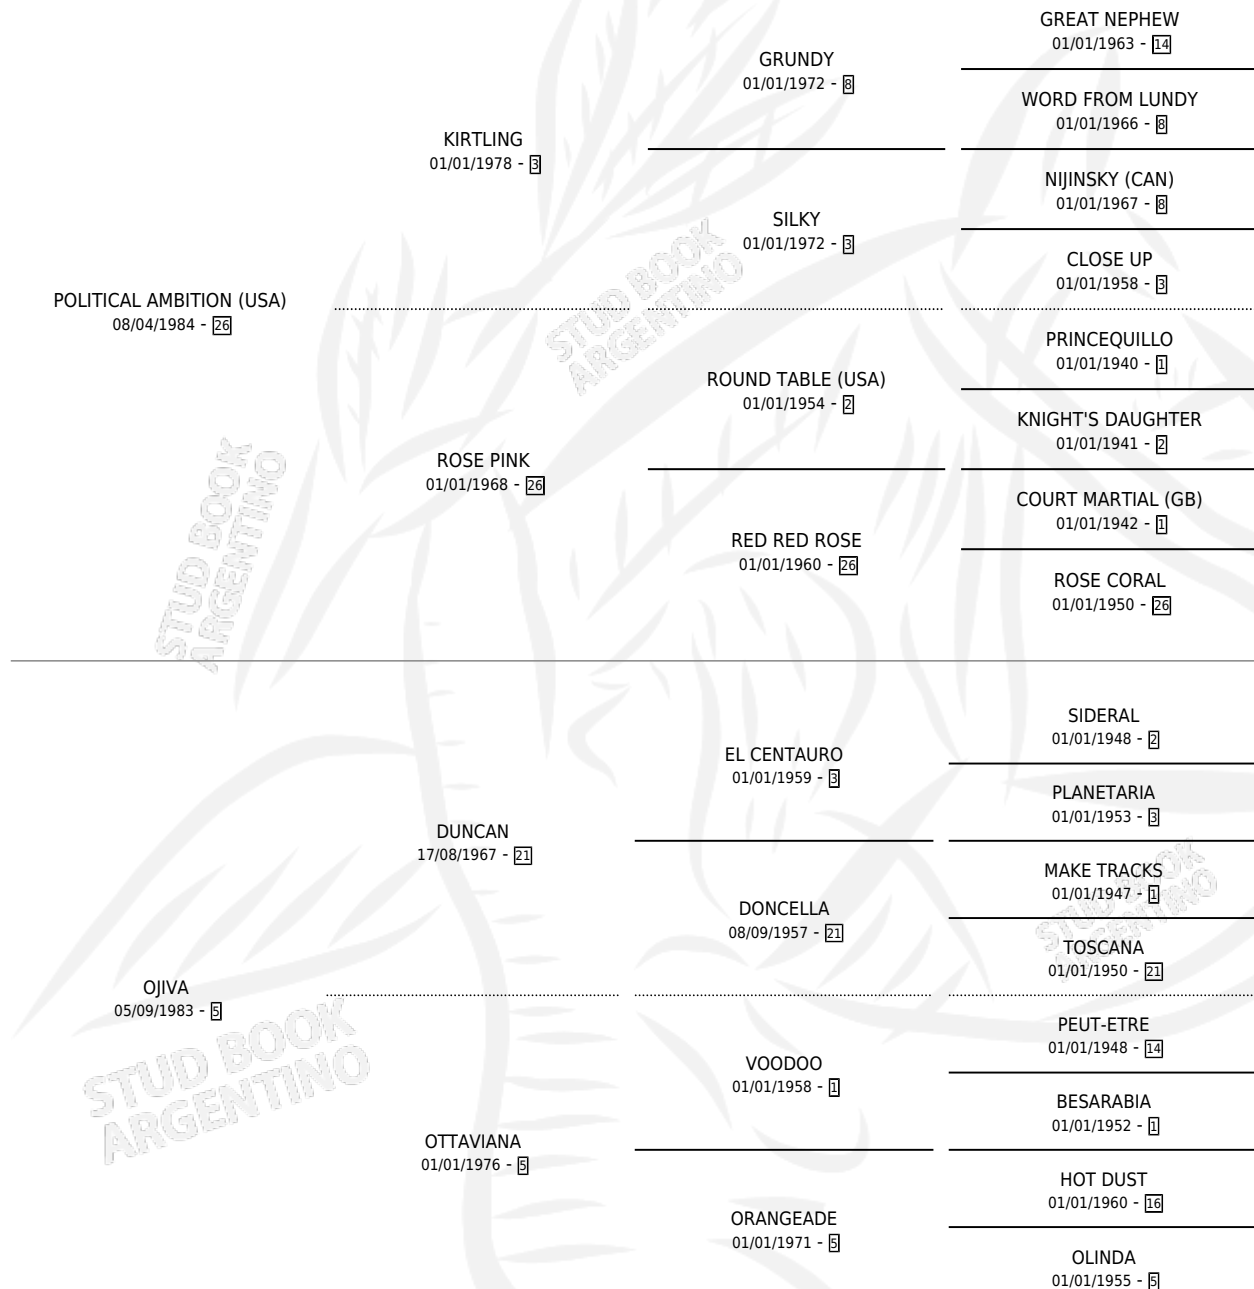 GREAT NEPHEW
01/01/1963 - 14
GRUNDY
01/01/1972 - 8
WORD FROM LUNDY
01/01/1966 - 8
KIRTLING
01/01/1978 - 3
NIJINSKY (CAN)
01/01/1967 - 8
SILKY
01/01/1972 - 3
CLOSE UP
01/01/1958 - 3
POLITICAL AMBITION (USA)
08/04/1984 - 26
PRINCEQUILLO
01/01/1940 - 1
ROUND TABLE (USA)
01/01/1954 - 2
KNIGHT'S DAUGHTER
01/01/1941 - 2
ROSE PINK
01/01/1968 - 26
COURT MARTIAL (GB)
01/01/1942 - 1
RED RED ROSE
01/01/1960 - 26
ROSE CORAL
01/01/1950 - 26
SIDERAL
01/01/1948 - 2
EL CENTAURO
01/01/1959 - 3
PLANETARIA
01/01/1953 - 3
DUNCAN
17/08/1967 - 21
MAKE TRACKS
01/01/1947 - 1
DONCELLA
08/09/1957 - 21
TOSCANA
01/01/1950 - 21
OJIVA
05/09/1983 - 5
PEUT-ETRE
01/01/1948 - 14
VOODOO
01/01/1958 - 1
BESARABIA
01/01/1952 - 1
OTTAVIANA
01/01/1976 - 5
HOT DUST
01/01/1960 - 16
ORANGEADE
01/01/1971 - 5
OLINDA
01/01/1955 - 5
STUD BOOK
ARGENTINO
STUD BOOK
ARGENTINO
STUD BOOK
ARGENTINO
STUD BOOK
ARGENTINO